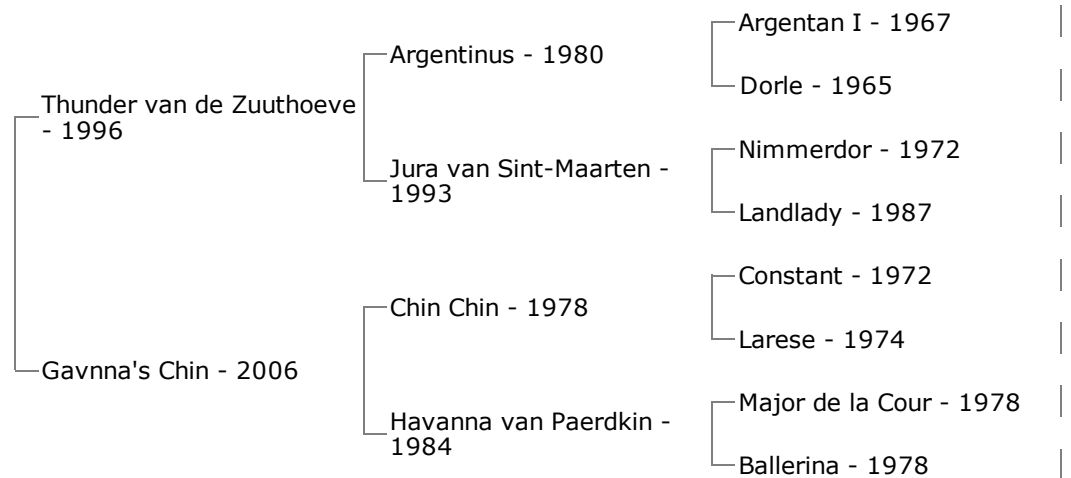 Argentan I - 1967
Argentinus - 1980
Dorle - 1965
Thunder van de Zuuthoeve
- 1996
Nimmerdor - 1972
Jura van Sint-Maarten -
1993
Landlady - 1987
Constant - 1972
Chin Chin - 1978
Larese - 1974
Gavnna's Chin - 2006
Major de la Cour - 1978
Havanna van Paerdkin -
1984
Ballerina - 1978